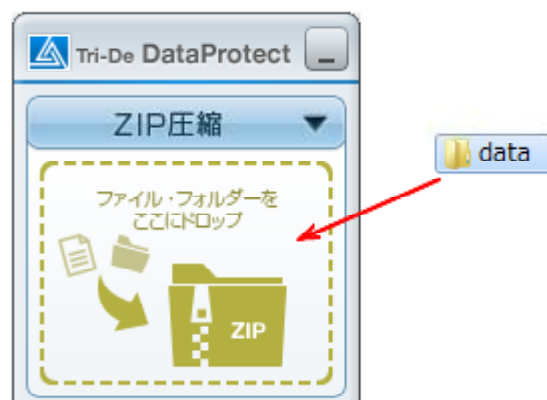 Tri-De DataProtect
ZIP圧縮
data
ファイル・フォルダーを
ここにドロップ
ZIP